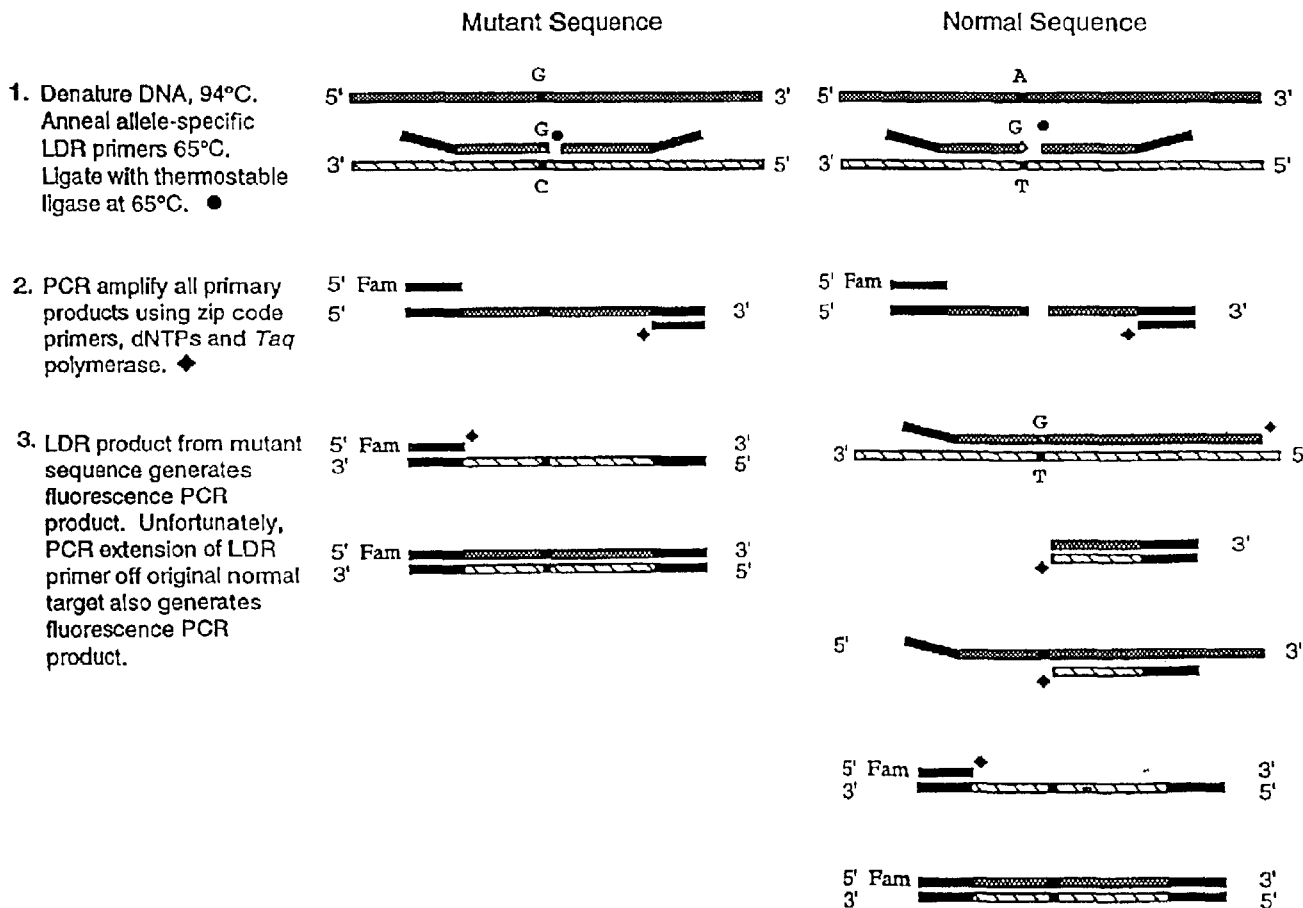 Mutant Sequence
Normal Sequence
1. Denature DNA, 94°C.
Anneal allele-specific
LDR primers 65°C.
Ligate with thermostable
ligase at 65°C. ●
G
5' 3'
G
3' 5'
C
A
5' 3'
G
3' 5'
T
2. PCR amplify all primary
products using zip code
primers, dNTPs and Taq
polymerase. ◆
5' Fam
5' 3'
5' Fam
5' 3'
3. LDR product from mutant
sequence generates
fluorescence PCR
product. Unfortunately,
PCR extension of LDR
primer off original normal
target also generates
fluorescence PCR
product.
5' Fam 3'
3' 5'
5' Fam 3'
3' 5'
G
3' 5
T
3'
5' 3'
5' Fam 3'
3' 5'
5' Fam 3'
3' 5'